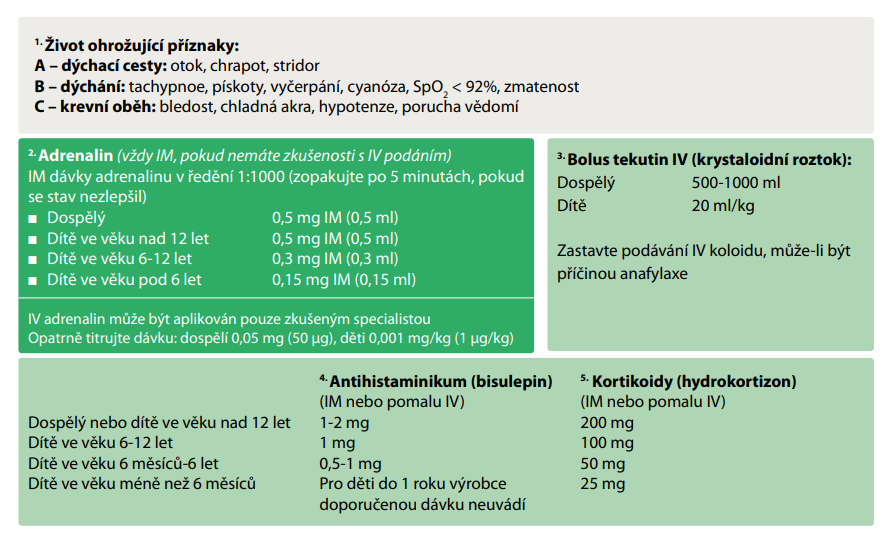 1. Život ohrožující příznaky:
A – dýchací cesty: otok, chrapot, stridor
B – dýchání: tachypnoe, pískoty, vyčerpání, cyanóza, SpO2 < 92%, zmatenost
C – krevní oběh: bledost, chladná akra, hypotenze, porucha vědomí
2. Adrenalin (vždy IM, pokud nemáte zkušenosti s IV podáním)
IM dávky adrenalinu v ředění 1:1000 (zopakujte po 5 minutách, pokud
se stav nezlepšil)
■ Dospělý 0,5 mg IM (0,5 ml)
■ Dítě ve věku nad 12 let 0,5 mg IM (0,5 ml)
■ Dítě ve věku 6-12 let 0,3 mg IM (0,3 ml)
■ Dítě ve věku pod 6 let 0,15 mg IM (0,15 ml)
IV adrenalin může být aplikován pouze zkušeným specialistou
Opatrně titrujte dávku: dospělí 0,05 mg (50 µg), děti 0,001 mg/kg (1 µg/kg)
3. Bolus tekutin IV (krystaloidní roztok):
Dospělý 500-1000 ml
Dítě 20 ml/kg
Zastavte podávání IV koloidu, může-li být
příčinou anafylaxe
4. Antihistaminikum (bisulepin) 5. Kortikoidy (hydrokortizon)
(IM nebo pomalu IV) (IM nebo pomalu IV)
Dospělý nebo dítě ve věku nad 12 let 1-2 mg 200 mg
Dítě ve věku 6-12 let 1 mg 100 mg
Dítě ve věku 6 měsíců-6 let 0,5-1 mg 50 mg
Dítě ve věku méně než 6 měsíců Pro děti do 1 roku výrobce 25 mg
doporučenou dávku neuvádí